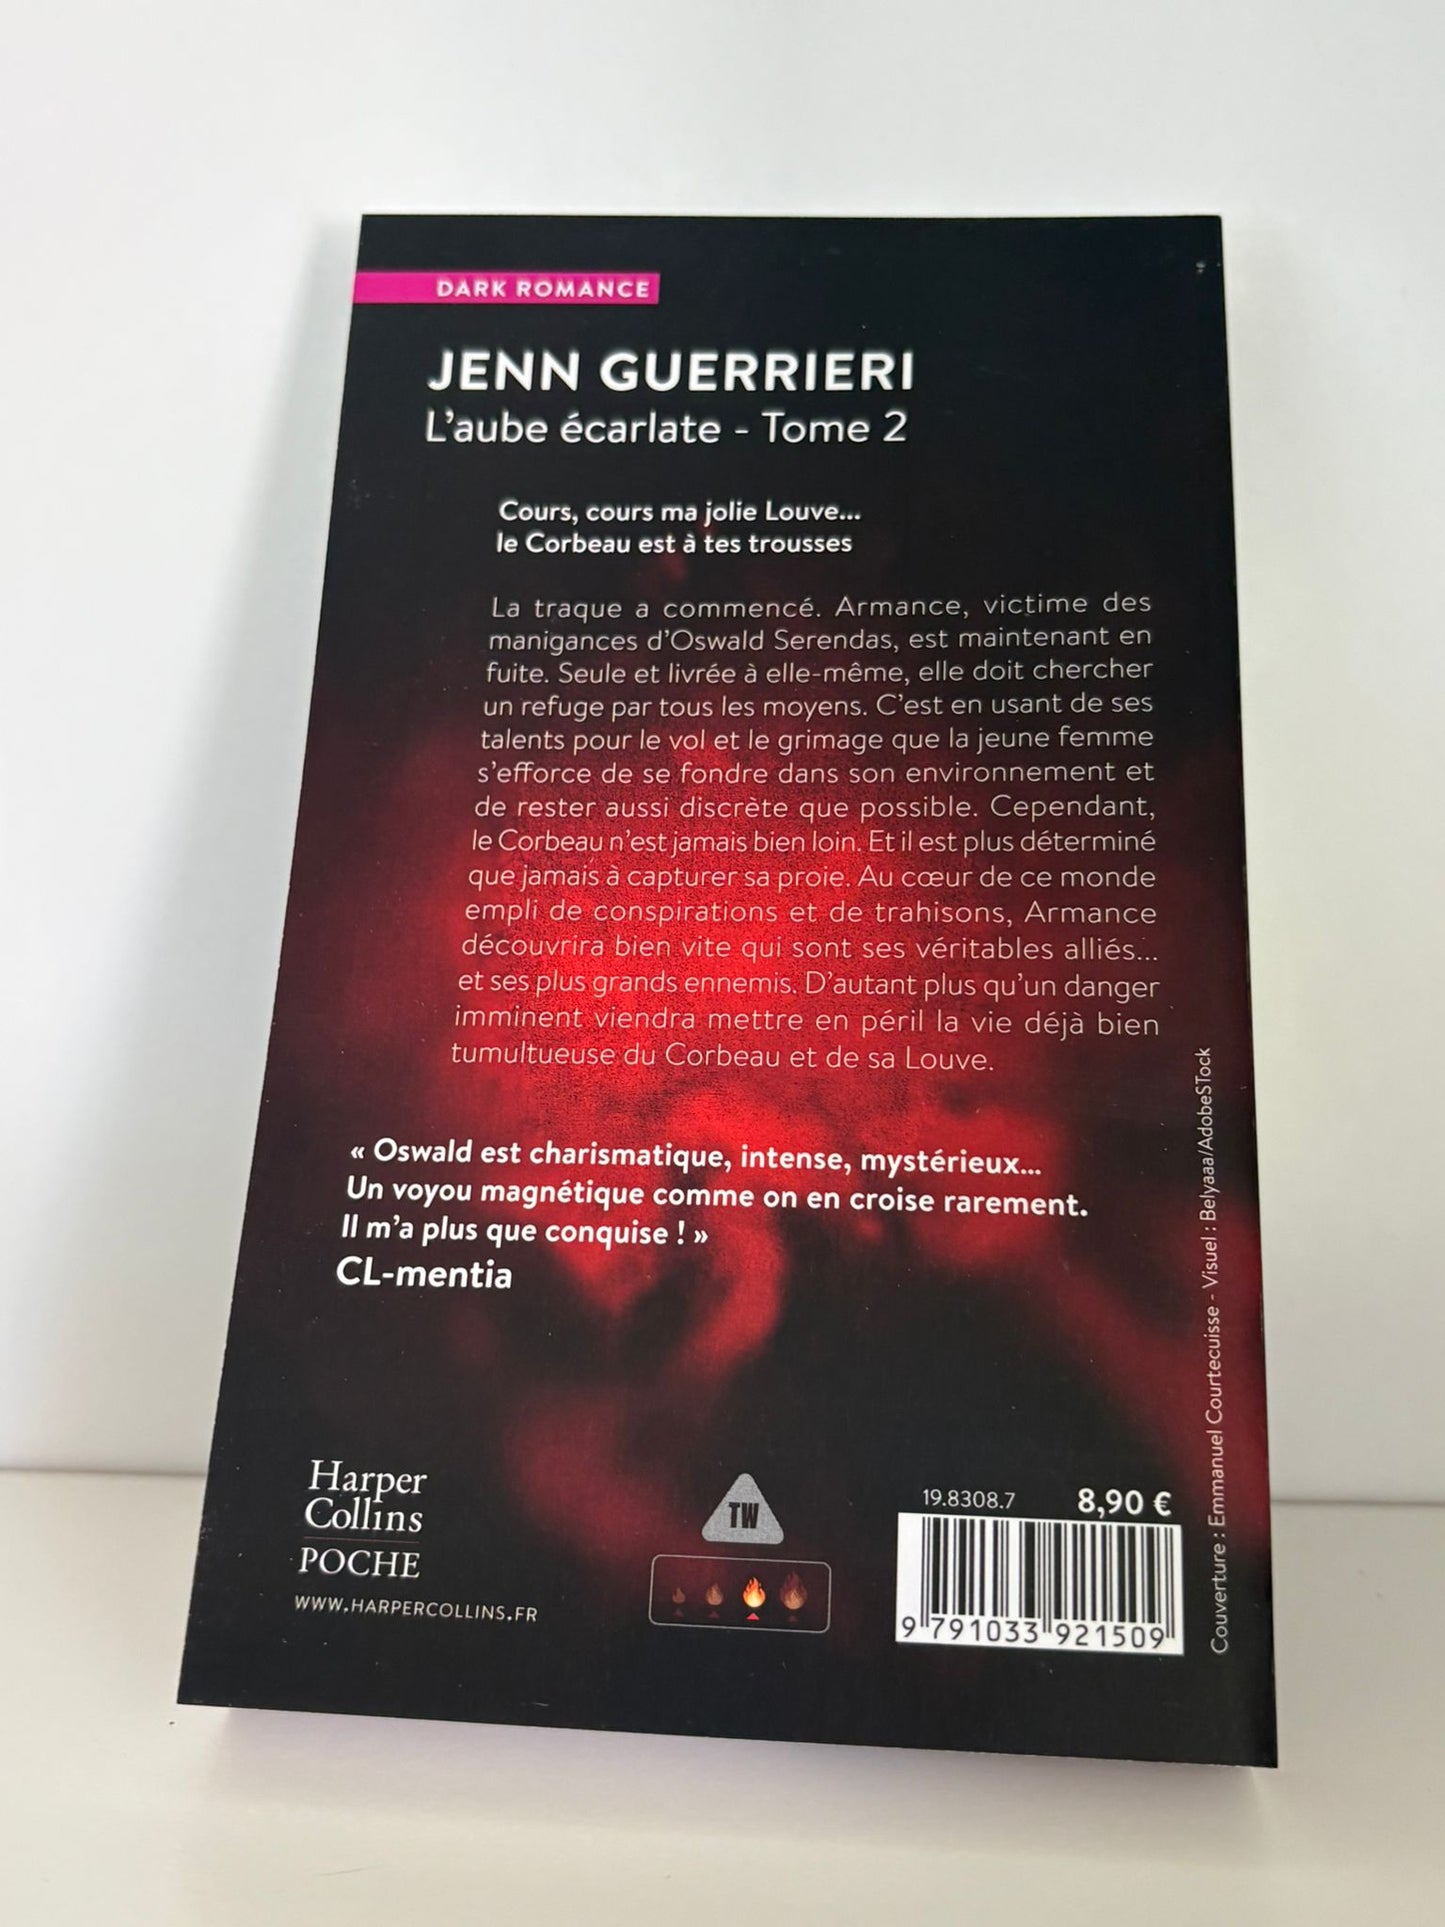 DARK ROMANCE
JENN GUERRIERI
L'aube écarlate - Tome 2
Cours, cours ma jolie Louve...
le Corbeau est à tes trousses
La traque a commencé. Armance, victime des
manigances d'Oswald Serendas, est maintenant en
fuite. Seule et livrée à elle-même, elle doit chercher
un refuge par tous les moyens. C'est en usant de ses
talents pour le vol et le grimage que la jeune femme
s'efforce de se fondre dans son environnement et
de rester aussi discrète que possible. Cependant,
le Corbeau n'est jamais bien loin. Et il est plus déterminé
que jamais à capturer sa proie. Au cœur de ce monde
empli de conspirations et de trahisons, Armance
découvrira bien vite qui sont ses véritables alliés...
et ses plus grands ennemis. D'autant plus qu'un danger
imminent viendra mettre en péril la vie déjà bien
tumultueuse du Corbeau et de sa Louve.
« Oswald est charismatique, intense, mystérieux...
Un voyou magnétique comme on en croise rarement.
Il m'a plus que conquise ! »
CL-mentia
Harper
Collins
POCHE
WWW.HARPERCOLLINS.FR
TW
19.8308.7
8,90 €
9 791033 921509
Couverture : Emmanuel Courtecuisse - Visuel : Belyaaa/AdobeSTock